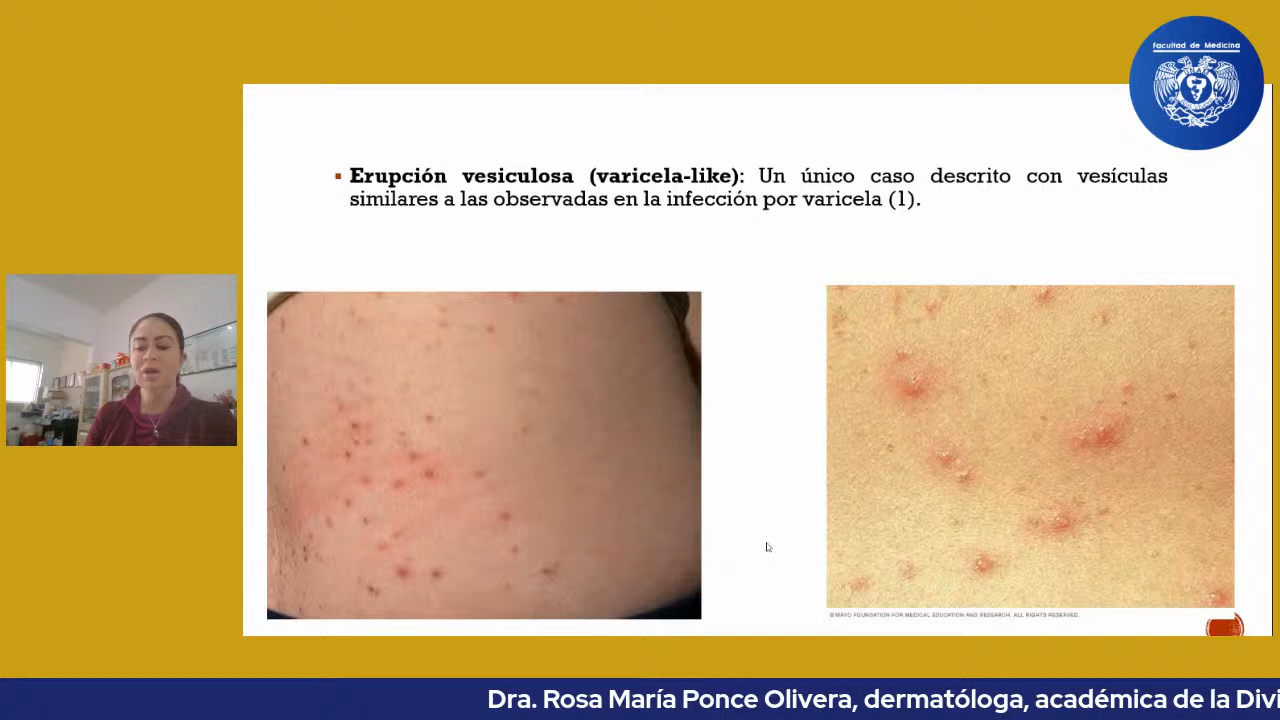 Facultad de Medicina
▪ Erupción vesiculosa (varicela-like): Un único caso descrito con vesículas
similares a las observadas en la infección por varicela (1).
© MAYO FOUNDATION FOR MEDICAL EDUCATION AND RESEARCH. ALL RIGHTS RESERVED.
Dra. Rosa María Ponce Olivera, dermatóloga, académica de la Divi